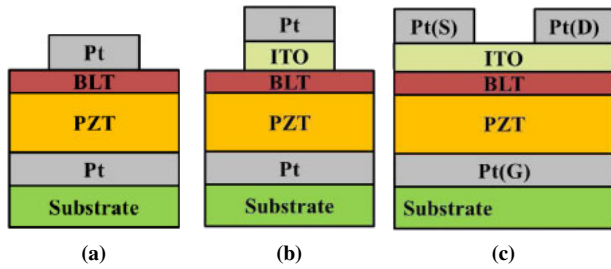 Pt
BLT
PZT
Pt
Substrate
(a)
Pt
ITO
BLT
PZT
Pt
Substrate
(b)
Pt(S) Pt(D)
ITO
BLT
PZT
Pt(G)
Substrate
(c)